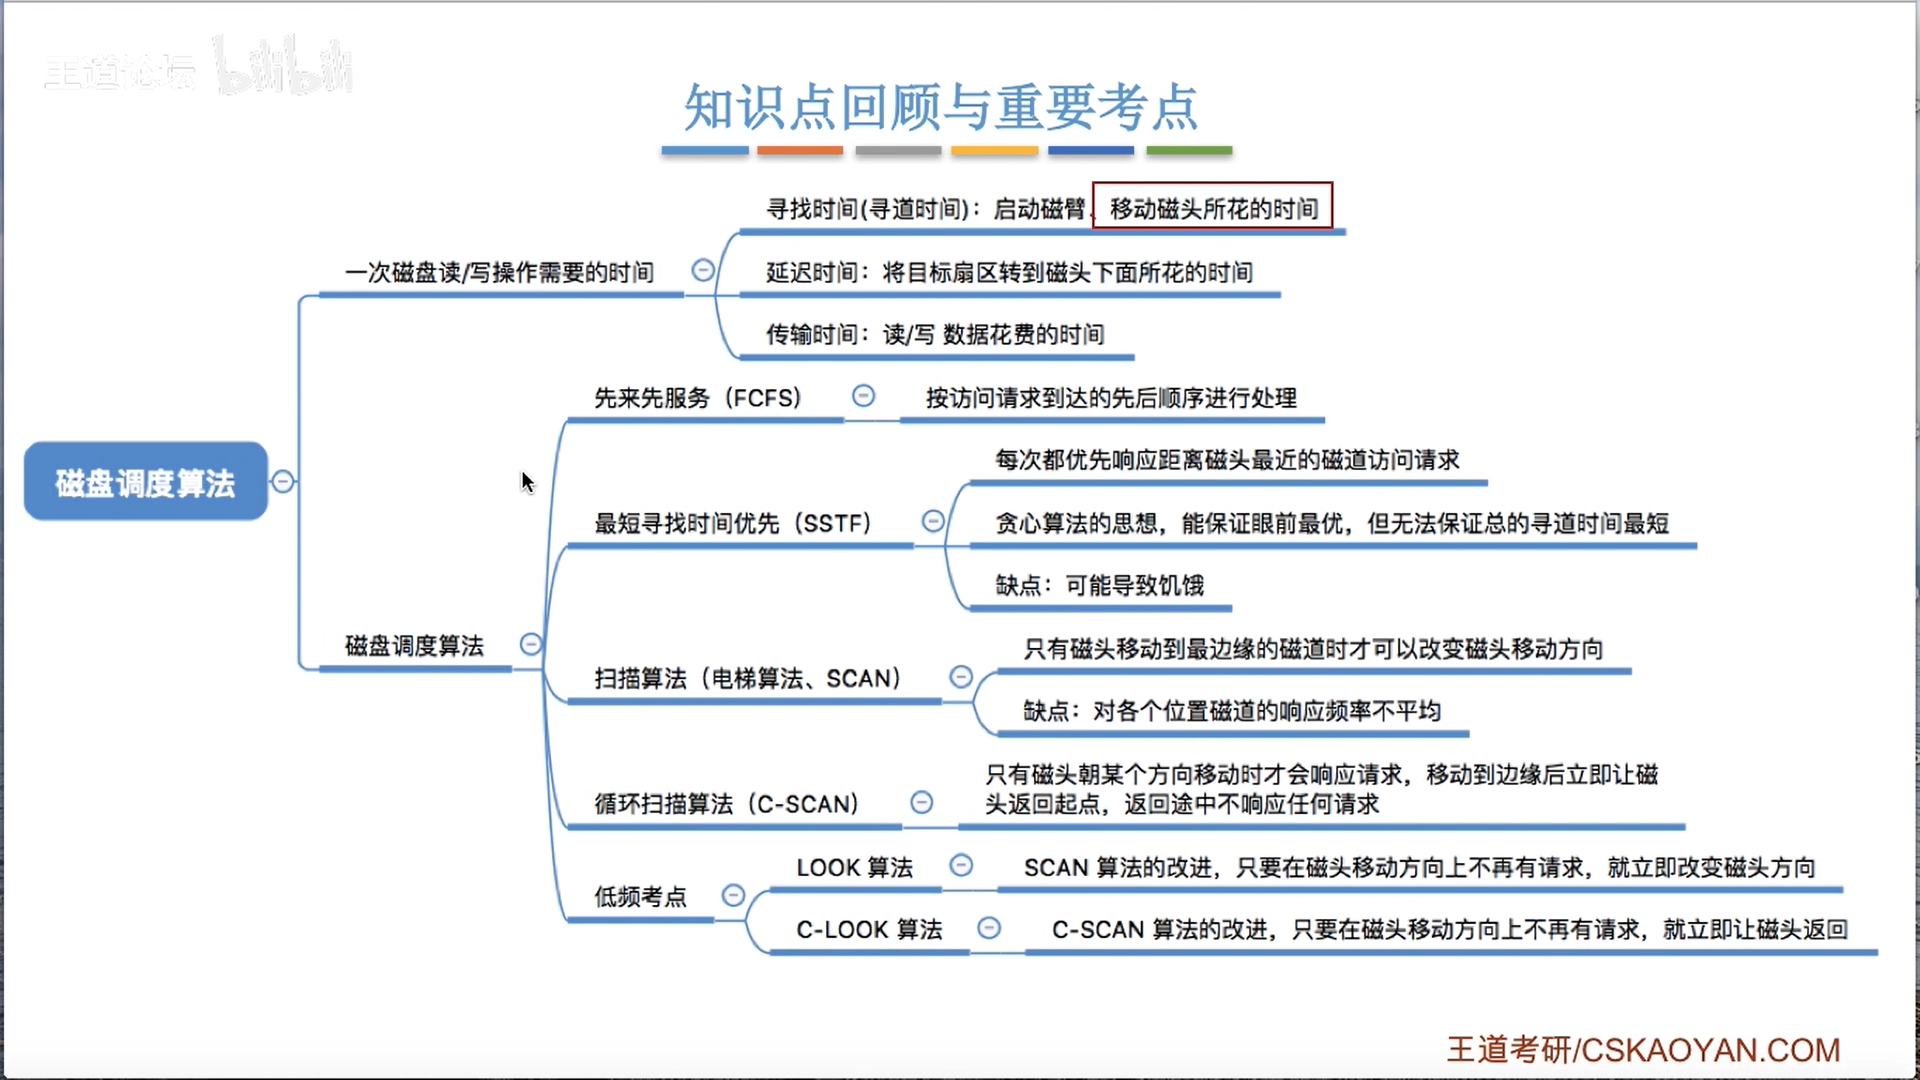 王道论坛 bilibili
知识点回顾与重要考点
寻找时间(寻道时间)：启动磁臂、移动磁头所花的时间
一次磁盘读/写操作需要的时间
延迟时间：将目标扇区转到磁头下面所花的时间
传输时间：读/写 数据花费的时间
先来先服务（FCFS）
按访问请求到达的先后顺序进行处理
每次都优先响应距离磁头最近的磁道访问请求
磁盘调度算法
最短寻找时间优先（SSTF）
贪心算法的思想，能保证眼前最优，但无法保证总的寻道时间最短
缺点：可能导致饥饿
磁盘调度算法
只有磁头移动到最边缘的磁道时才可以改变磁头移动方向
扫描算法（电梯算法、SCAN）
缺点：对各个位置磁道的响应频率不平均
循环扫描算法（C-SCAN）
只有磁头朝某个方向移动时才会响应请求，移动到边缘后立即让磁
头返回起点，返回途中不响应任何请求
低频考点
LOOK 算法
SCAN 算法的改进，只要在磁头移动方向上不再有请求，就立即改变磁头方向
C-LOOK 算法
C-SCAN 算法的改进，只要在磁头移动方向上不再有请求，就立即让磁头返回
王道考研/CSKAOYAN.COM